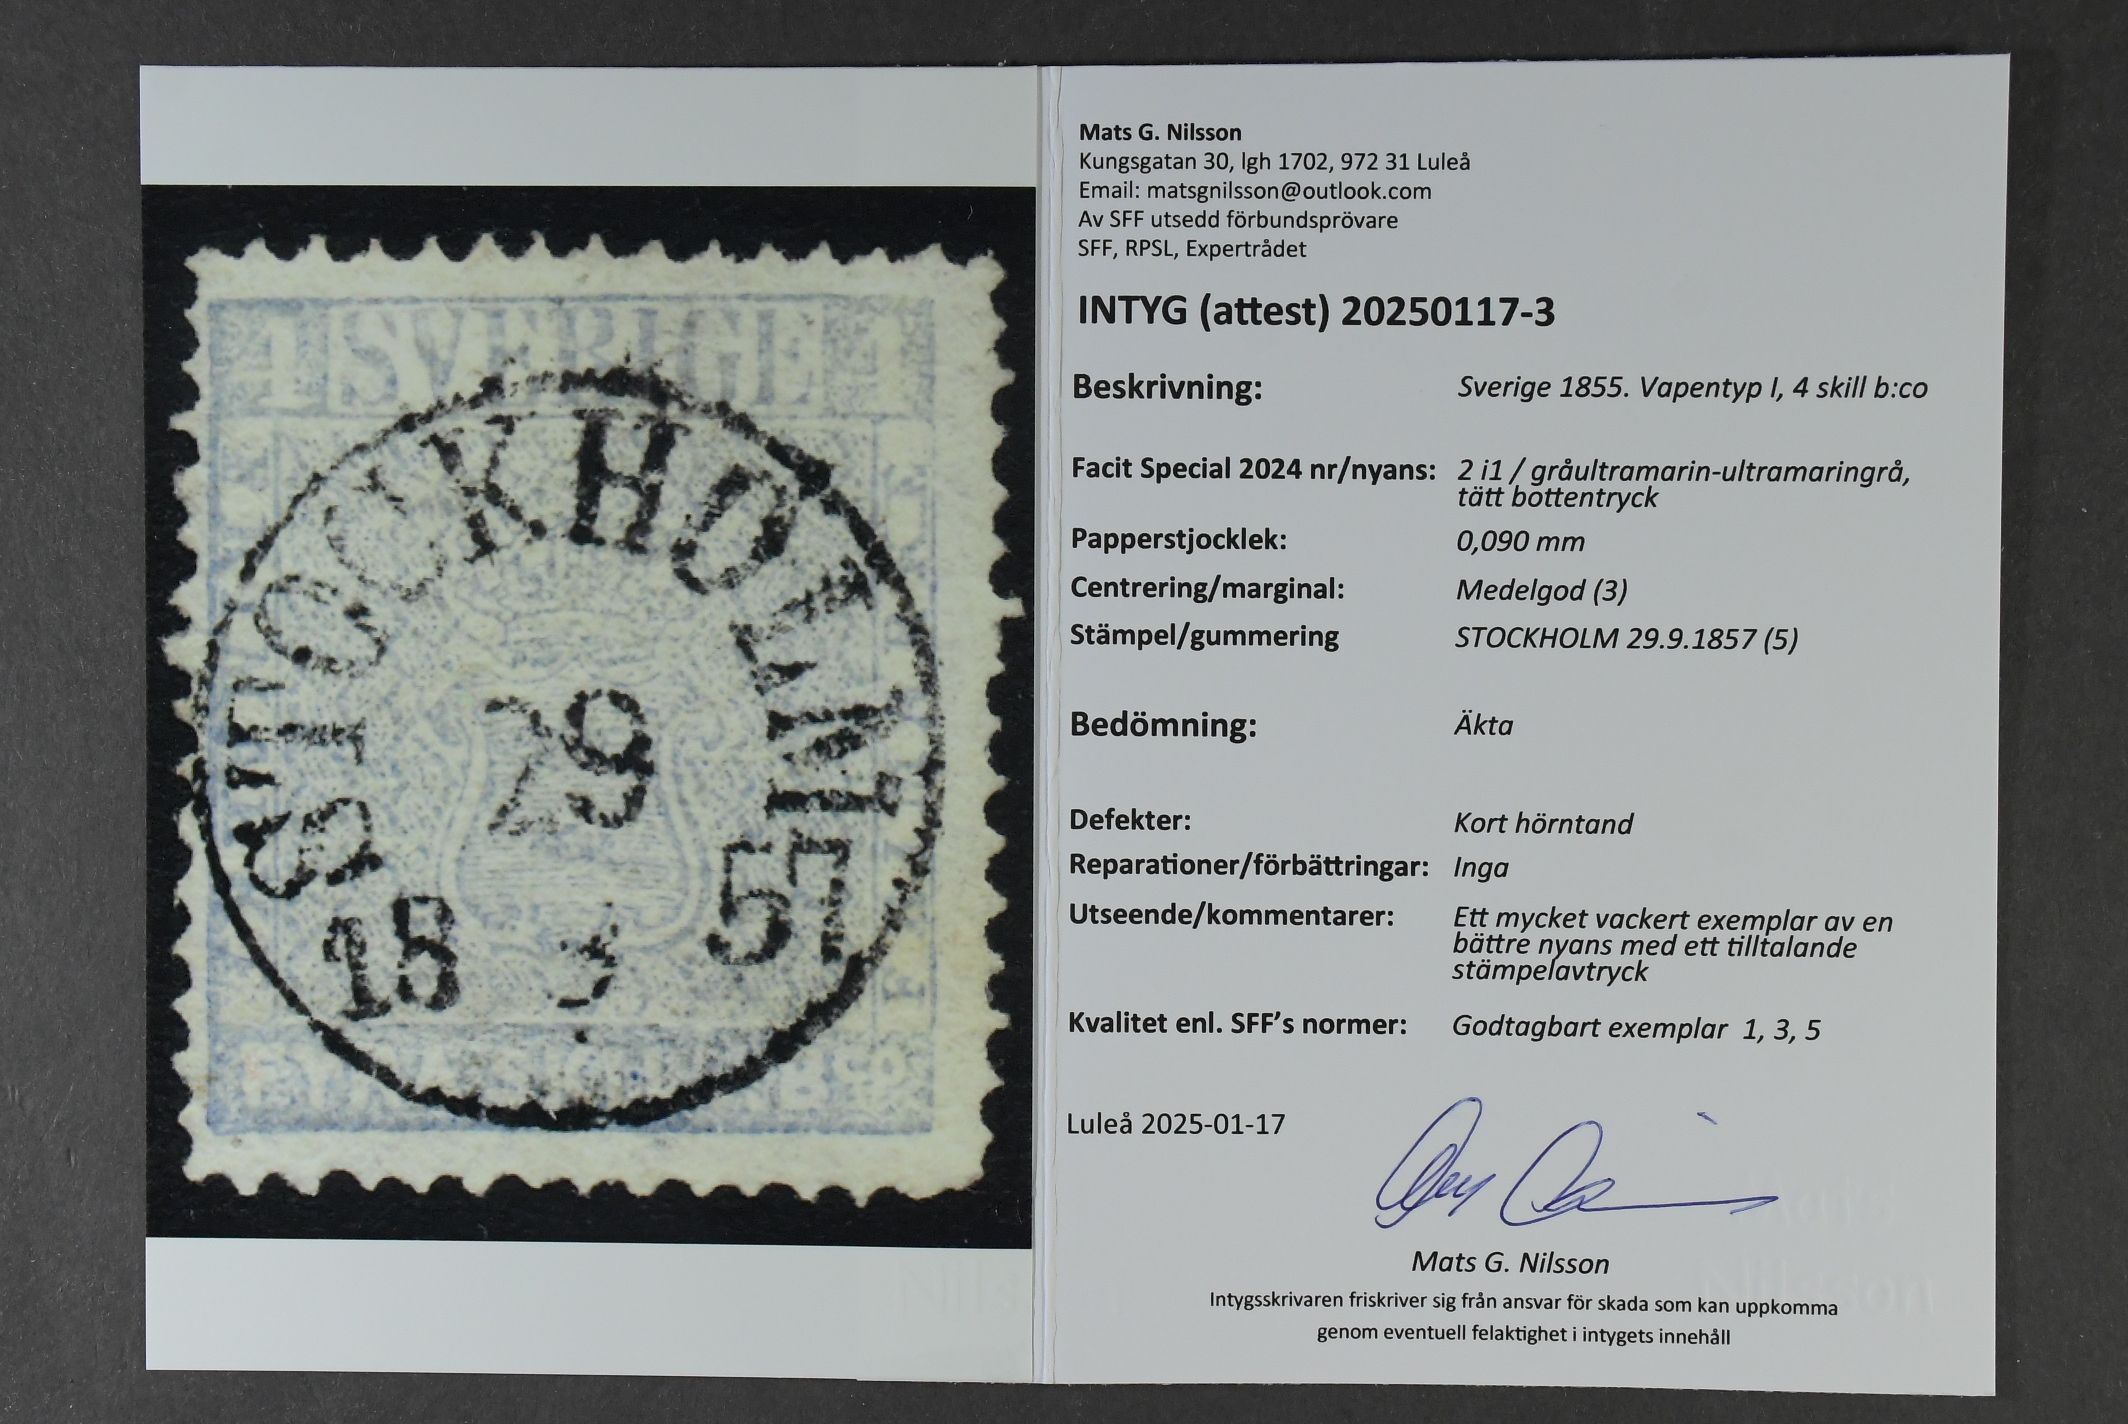 4 SVERIGE 4
STOCKHOLM
29
18 9 57
Mats G. Nilsson
Kungsgatan 30, lgh 1702, 972 31 Luleå
Email: matsgnilsson@outlook.com
Av SFF utsedd förbundsprövare
SFF, RPSL, Expertrådet
INTYG (attest) 20250117-3
Beskrivning: Sverige 1855. Vapentyp I, 4 skill b:co
Facit Special 2024 nr/nyans: 2 i1 / gråultramarin-ultramaringrå,
tätt bottentryck
Papperstjocklek: 0,090 mm
Centrering/marginal: Medelgod (3)
Stämpel/gummering STOCKHOLM 29.9.1857 (5)
Bedömning: Äkta
Defekter: Kort hörntand
Reparationer/förbättringar: Inga
Utseende/kommentarer: Ett mycket vackert exemplar av en
bättre nyans med ett tilltalande
stämpelavtryck
Kvalitet enl. SFF's normer: Godtagbart exemplar 1, 3, 5
Luleå 2025-01-17
Mats
Nilsson
Mats G. Nilsson
Intygsskrivaren friskriver sig från ansvar för skada som kan uppkomma
genom eventuell felaktighet i intygets innehåll